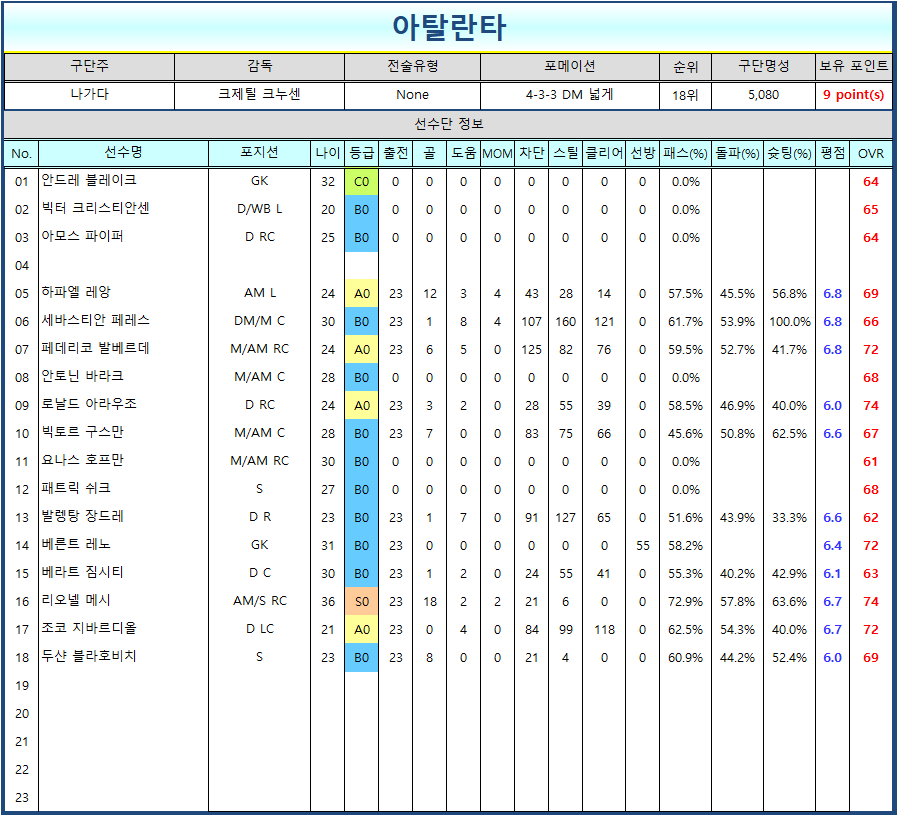 아탈란타
구단주 감독 전술유형 포메이션 순위 구단명성 보유 포인트
나가다 크제틸 크누센 None 4-3-3 DM 넓게 18위 5,080 9 point(s)
선수단 정보
No. 선수명 포지션 나이 등급 출전 골 도움 MOM 차단 스틸 클리어 선방 패스(%) 돌파(%) 슛팅(%) 평점 OVR
01 안드레 블레이크 GK 32 C0 0 0 0 0 0 0 0 0 0.0% 64
02 빅터 크리스티안센 D/WB L 20 B0 0 0 0 0 0 0 0 0 0.0% 65
03 아모스 파이퍼 D RC 25 B0 0 0 0 0 0 0 0 0 0.0% 64
04
05 하파엘 레앙 AM L 24 A0 23 12 3 4 43 28 14 0 57.5% 45.5% 56.8% 6.8 69
06 세바스티안 페레스 DM/M C 30 B0 23 1 8 4 107 160 121 0 61.7% 53.9% 100.0% 6.8 66
07 페데리코 발베르데 M/AM RC 24 A0 23 6 5 0 125 82 76 0 59.5% 52.7% 41.7% 6.8 72
08 안토닌 바라크 M/AM C 28 B0 0 0 0 0 0 0 0 0 0.0% 68
09 로날드 아라우조 D RC 24 A0 23 3 2 0 28 55 39 0 58.5% 46.9% 40.0% 6.0 74
10 빅토르 구스만 M/AM C 28 B0 23 7 0 0 83 75 66 0 45.6% 50.8% 62.5% 6.6 67
11 요나스 호프만 M/AM RC 30 B0 0 0 0 0 0 0 0 0 0.0% 61
12 패트릭 쉬크 S 27 B0 0 0 0 0 0 0 0 0 0.0% 68
13 발렝탕 장드레 D R 23 B0 23 1 7 0 91 127 65 0 51.6% 43.9% 33.3% 6.6 62
14 베른트 레노 GK 31 B0 23 0 0 0 0 0 0 55 58.2% 6.4 72
15 베라트 짐시티 D C 30 B0 23 1 2 0 24 55 41 0 55.3% 40.2% 42.9% 6.1 63
16 리오넬 메시 AM/S RC 36 S0 23 18 2 2 21 6 0 0 72.9% 57.8% 63.6% 6.7 74
17 조코 지바르디올 D LC 21 A0 23 0 4 0 84 99 118 0 62.5% 54.3% 40.0% 6.7 72
18 두샨 블라호비치 S 23 B0 23 8 0 0 21 4 0 0 60.9% 44.2% 52.4% 6.0 69
19
20
21
22
23